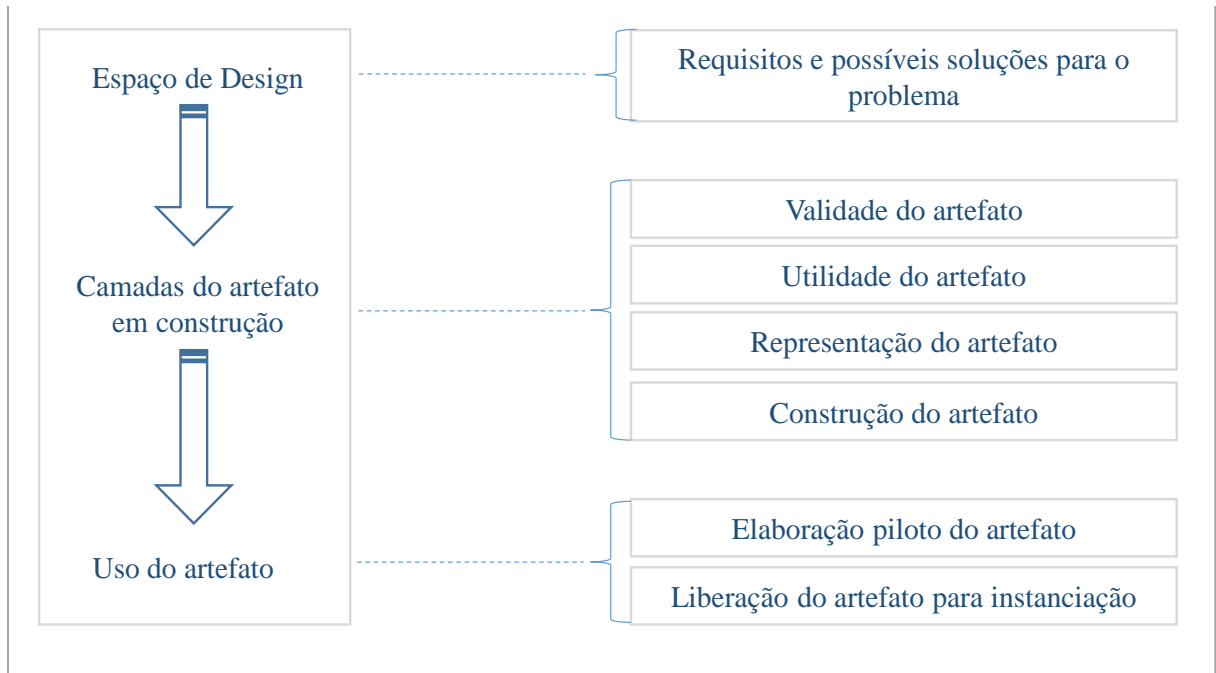 Espaço de Design
Requisitos e possíveis soluções para o
problema
Camadas do artefato
em construção
Validade do artefato
Utilidade do artefato
Representação do artefato
Construção do artefato
Uso do artefato
Elaboração piloto do artefato
Liberação do artefato para instanciação